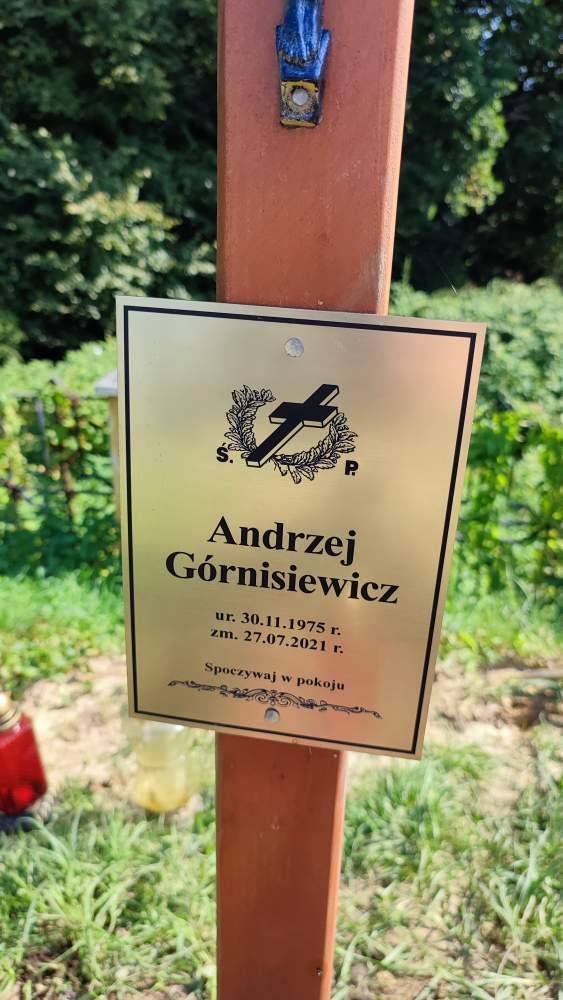 Ś. P.
Andrzej
Górnisiewicz
ur. 30.11.1975 r.
zm. 27.07.2021 r.
Spoczywaj w pokoju